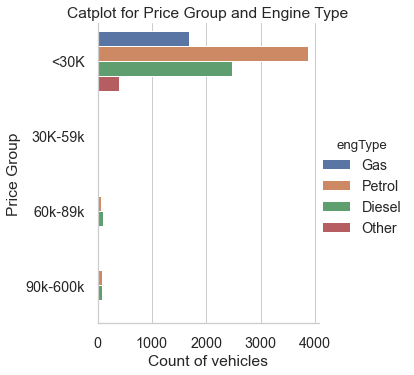 Catplot for Price Group and Engine Type
<30K
30K-59k
60k-89k
90k-600k
Price Group
0 1000 2000 3000 4000
Count of vehicles
engType
Gas
Petrol
Diesel
Other